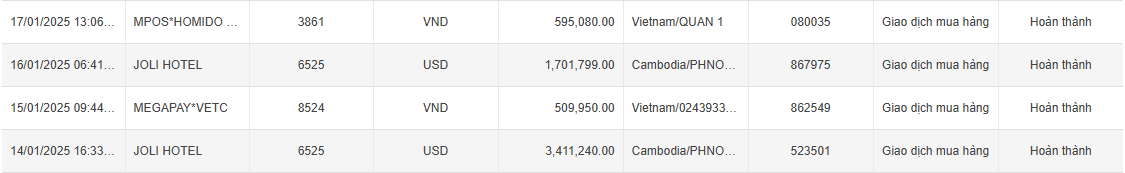 17/01/2025 13:06... MPOS*HOMIDO ... 3861 VND 595,080.00 Vietnam/QUAN 1 080035 Giao dịch mua hàng Hoàn thành
16/01/2025 06:41... JOLI HOTEL 6525 USD 1,701,799.00 Cambodia/PHNO... 867975 Giao dịch mua hàng Hoàn thành
15/01/2025 09:44... MEGAPAY*VETC 8524 VND 509,950.00 Vietnam/0243933... 862549 Giao dịch mua hàng Hoàn thành
14/01/2025 16:33... JOLI HOTEL 6525 USD 3,411,240.00 Cambodia/PHNO... 523501 Giao dịch mua hàng Hoàn thành